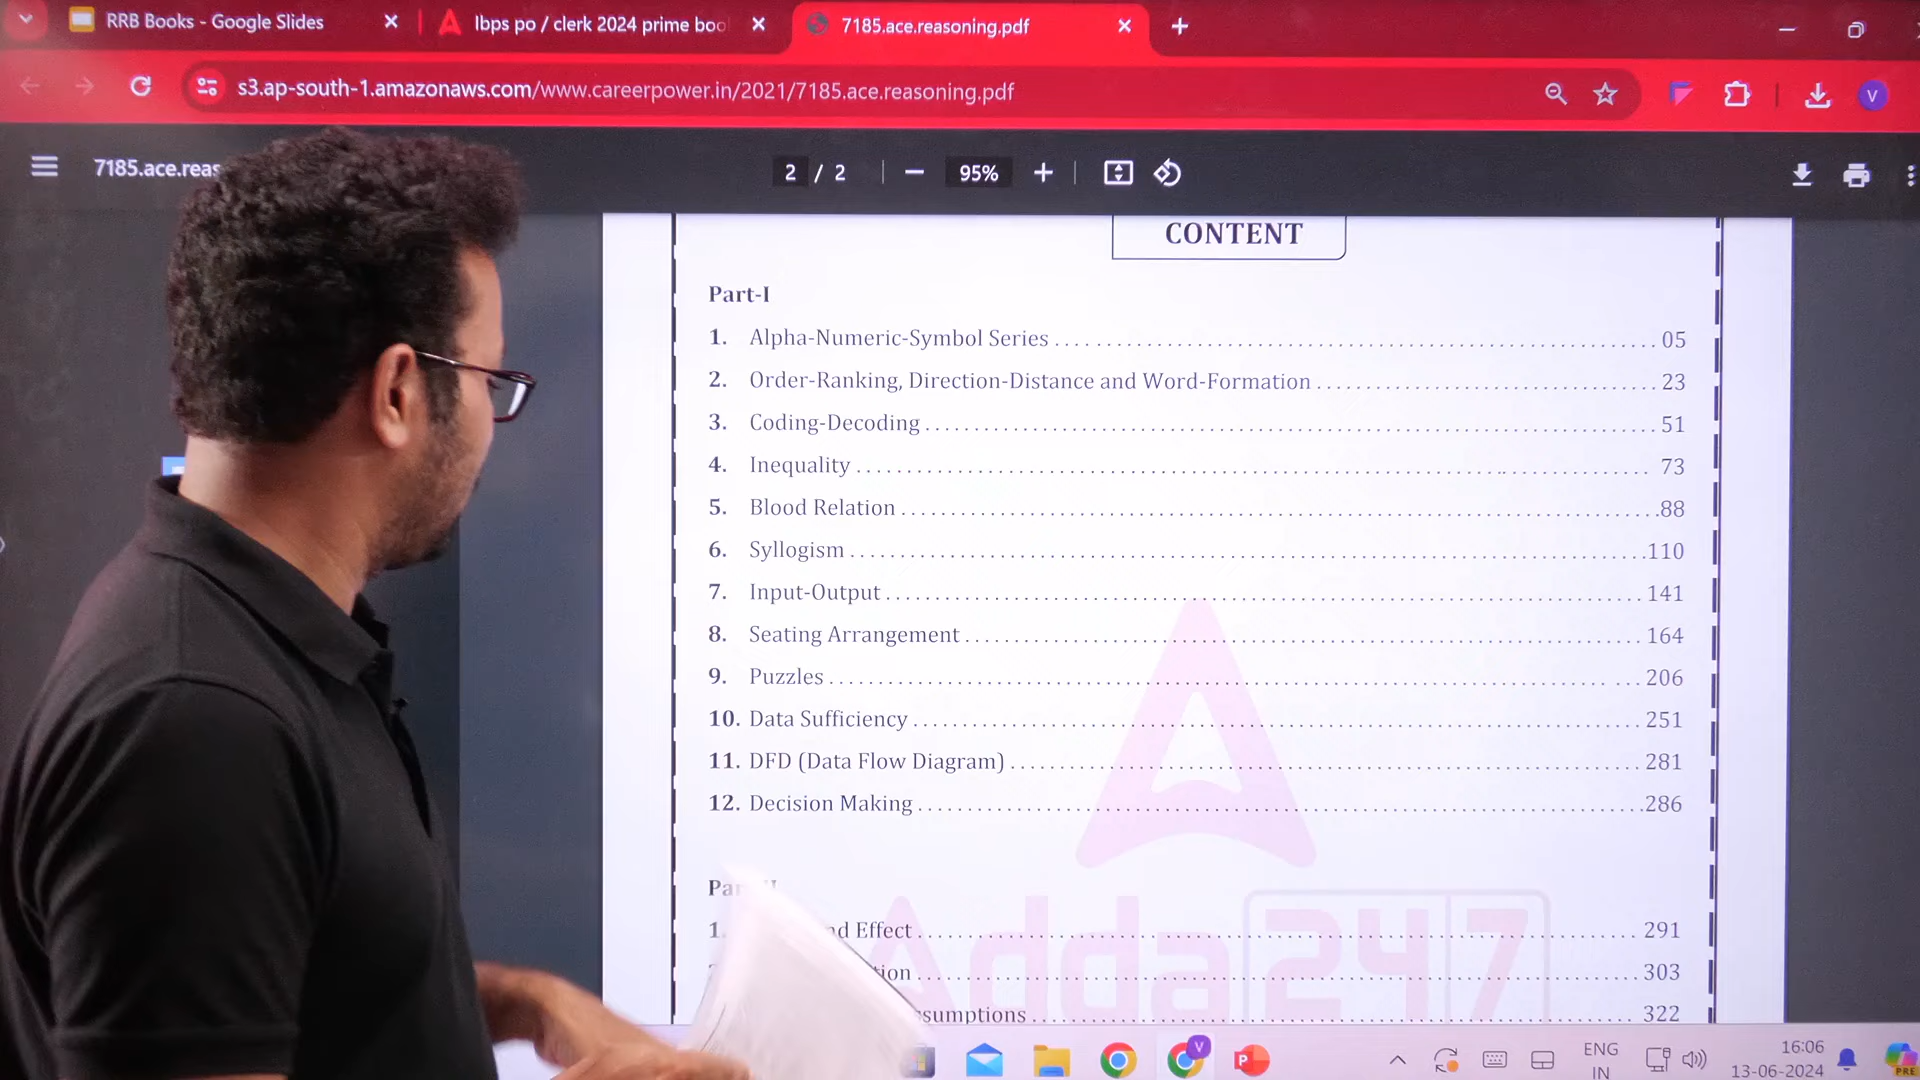 RRB Books - Google Slides
Ibps po / clerk 2024 prime boo
7185.ace.reasoning.pdf
s3.ap-south-1.amazonaws.com/www.careerpower.in/2021/7185.ace.reasoning.pdf
V
7185.ace.reas
2 / 2
95%
CONTENT
Part-I
1. Alpha-Numeric-Symbol Series 05
2. Order-Ranking, Direction-Distance and Word-Formation 23
3. Coding-Decoding 51
4. Inequality 73
5. Blood Relation 88
6. Syllogism 110
7. Input-Output 141
8. Seating Arrangement 164
9. Puzzles 206
10. Data Sufficiency 251
11. DFD (Data Flow Diagram) 281
12. Decision Making 286
1. Effect 291
303
322
Adda 247
V
P
ENG
IN
16:06
13-06-2024
PRE